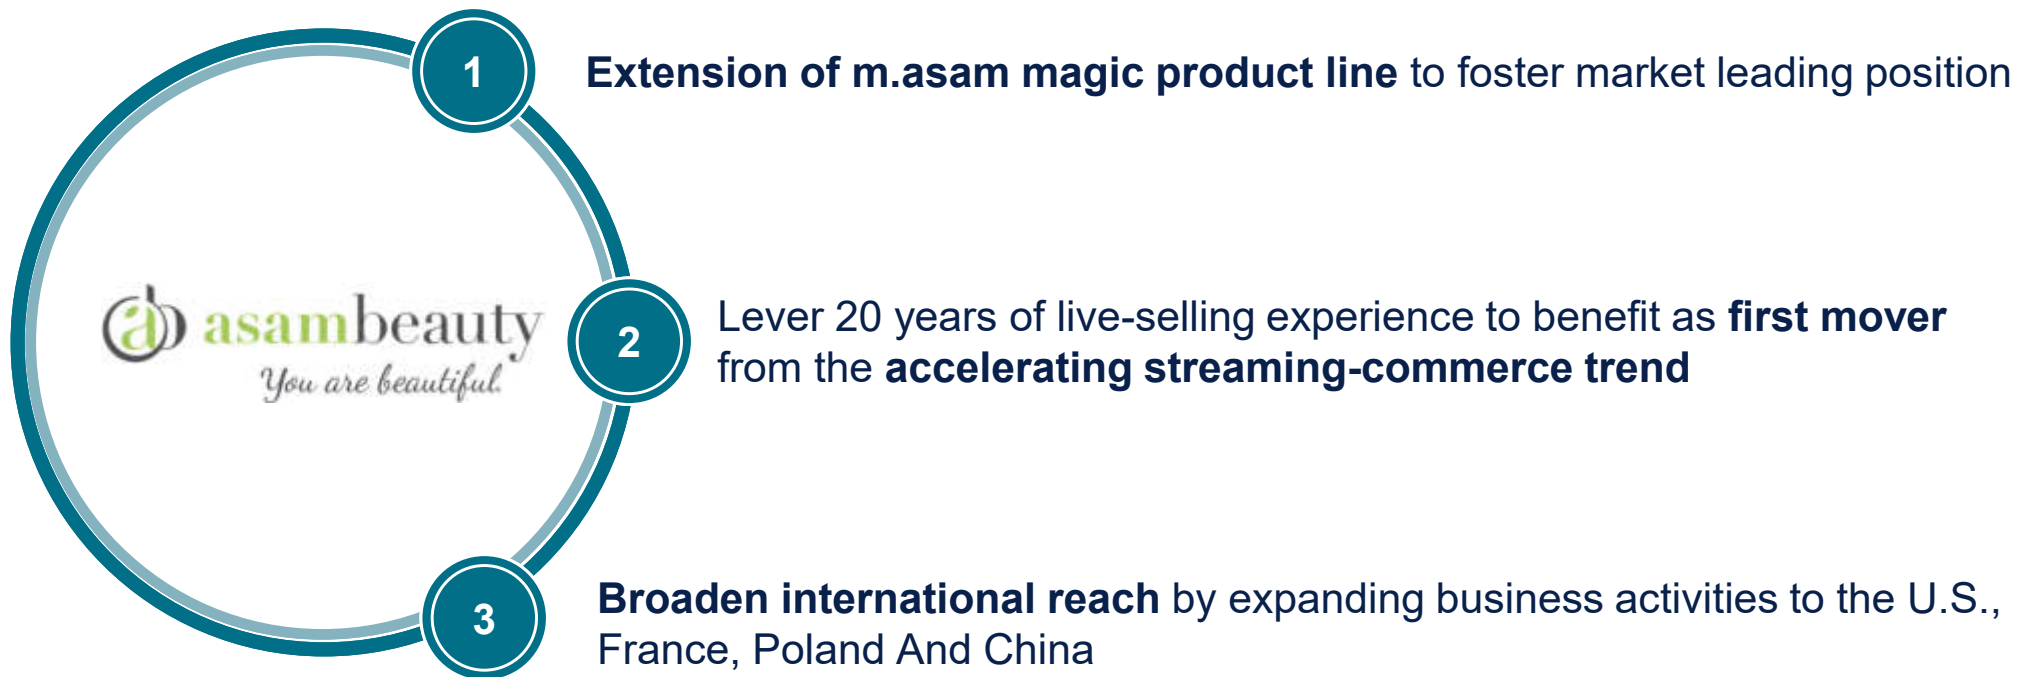 1
Extension of m.asam magic product line to foster market leading position
asambeauty
You are beautiful.
2
Lever 20 years of live-selling experience to benefit as first mover
from the accelerating streaming-commerce trend
3
Broaden international reach by expanding business activities to the U.S.,
France, Poland And China